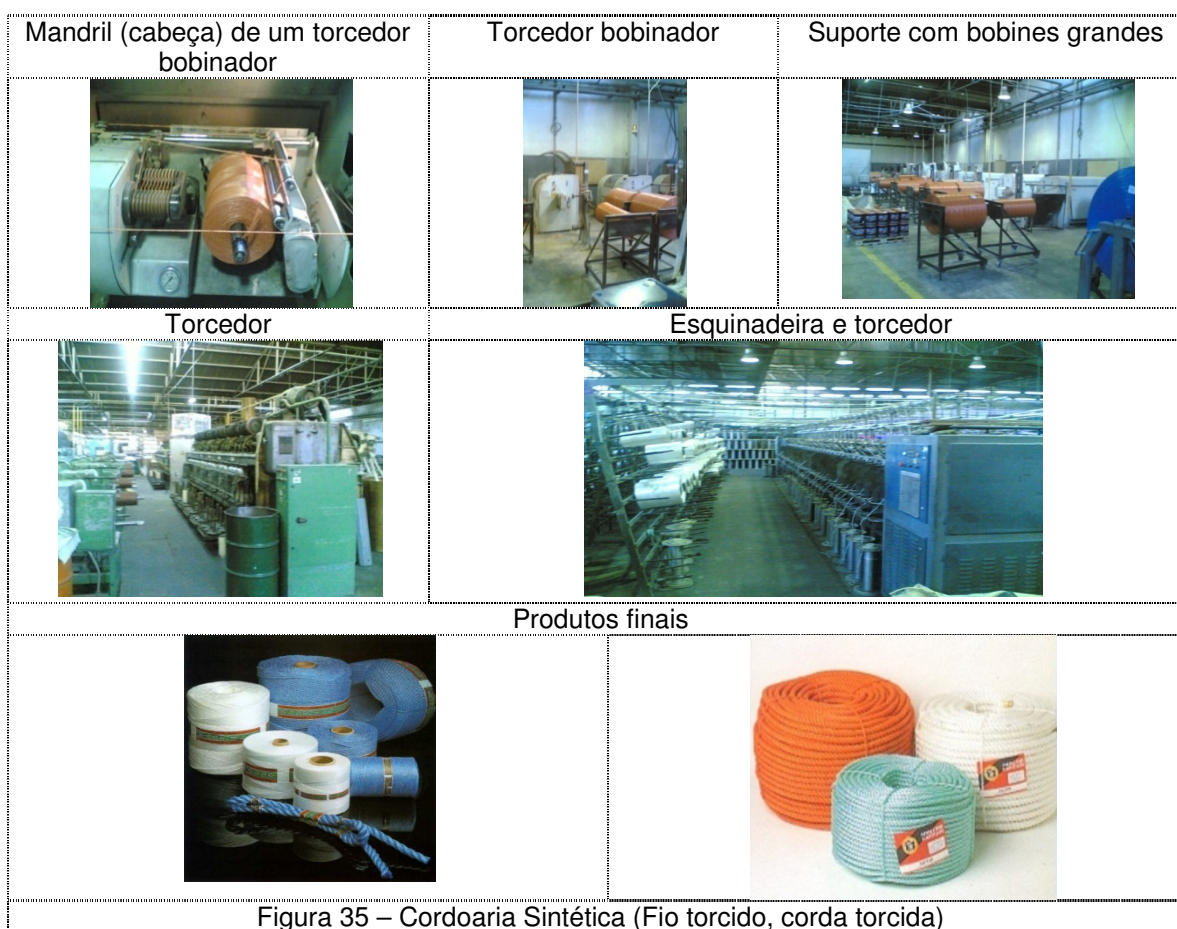 Mandril (cabeça) de um torcedor
bobinador
Torcedor bobinador
Suporte com bobines grandes
Torcedor
Esquinadeira e torcedor
Produtos finais
Figura 35 – Cordoaria Sintética (Fio torcido, corda torcida)